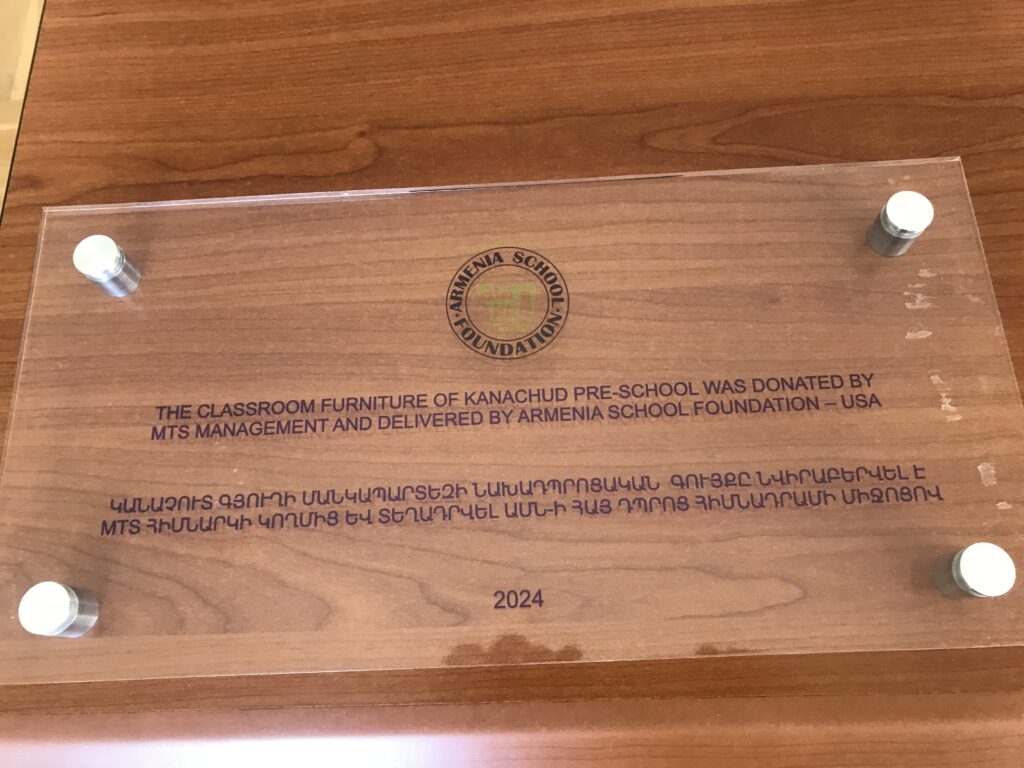 ARMENIA SCHOOL
FOUNDATION
THE CLASSROOM FURNITURE OF KANACHUD PRE-SCHOOL WAS DONATED BY
MTS MANAGEMENT AND DELIVERED BY ARMENIA SCHOOL FOUNDATION – USA
ԿԱՆԱՉՈՒՏ ԳՅՈՒՂԻ ՄԱՆԿԱՊԱՐՏԵԶԻ ՆԱԽԱԴՊՐՈՑԱԿԱՆ ԳՈՒՅՔԸ ՆՎԻՐԱԲԵՐՎԵԼ Է
MTS ՀԻՄՆԱՐԿԻ ԿՈՂՄԻՑ ԵՎ ՏԵՂԱԴՐՎԵԼ ԱՄՆ-Ի ՀԱՅ ԴՊՐՈՑ ՀԻՄՆԱԴՐԱՄԻ ՄԻՋՈՑՈՎ
2024